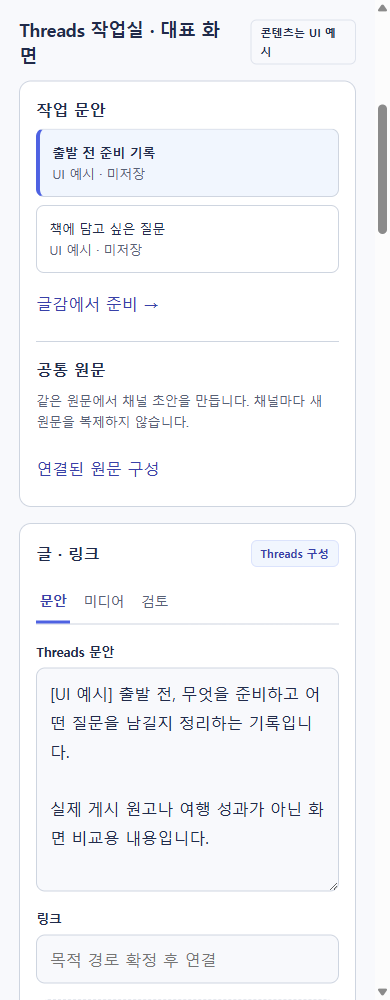 Threads 작업실 · 대표 화
면
콘텐츠는 UI 예
시
작업 문안
출발 전 준비 기록
UI 예시 · 미저장
책에 담고 싶은 질문
UI 예시 · 미저장
글감에서 준비 →
공통 원문
같은 원문에서 채널 초안을 만듭니다. 채널마다 새
원문을 복제하지 않습니다.
연결된 원문 구성
글 · 링크
Threads 구성
문안 미디어 검토
Threads 문안
[UI 예시] 출발 전, 무엇을 준비하고 어
떤 질문을 남길지 정리하는 기록입니
다.
실제 게시 원고나 여행 성과가 아닌 화
면 비교용 내용입니다.
링크
목적 경로 확정 후 연결